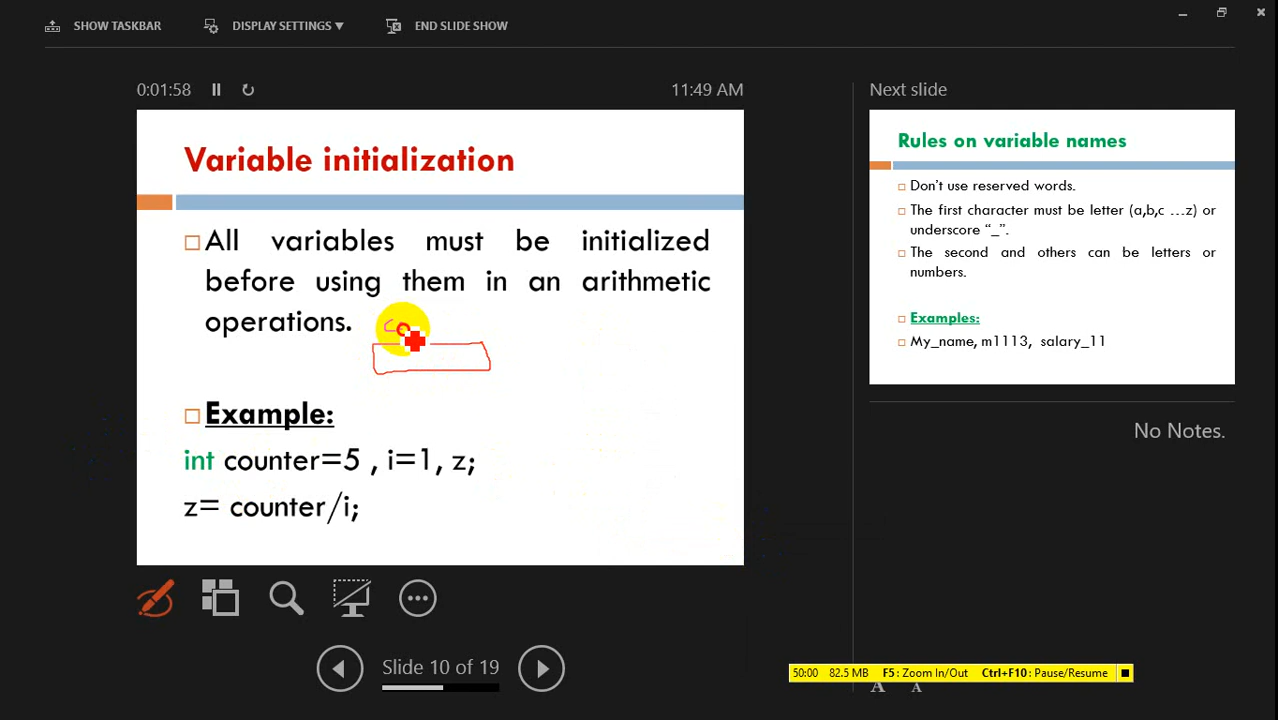 SHOW TASKBAR DISPLAY SETTINGS ▼ END SLIDE SHOW
0:01:58 11:49 AM
Variable initialization
□ All variables must be initialized
before using them in an arithmetic
operations.
□ Example:
int counter=5 , i=1, z;
z= counter/i;
Slide 10 of 19
Next slide
Rules on variable names
□ Don't use reserved words.
□ The first character must be letter (a,b,c ...z) or
underscore "_".
□ The second and others can be letters or
numbers.
Examples:
□ My_name, m1113, salary_11
No Notes.
50:00 82.5 MB F5 : Zoom In/Out Ctrl+F10 : Pause/Resume
A A